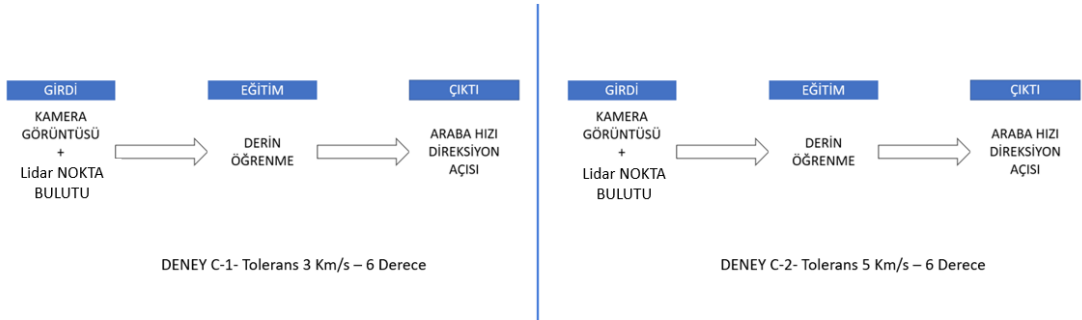 GİRDİ
KAMERA
GÖRÜNTÜSÜ
+
Lidar NOKTA
BULUTU
EĞİTİM
DERİN
ÖĞRENME
ÇIKTI
ARABA HIZI
DİREKSİYON
AÇISI
DENEY C-1- Tolerans 3 Km/s – 6 Derece
GİRDİ
KAMERA
GÖRÜNTÜSÜ
+
Lidar NOKTA
BULUTU
EĞİTİM
DERİN
ÖĞRENME
ÇIKTI
ARABA HIZI
DİREKSİYON
AÇISI
DENEY C-2- Tolerans 5 Km/s – 6 Derece